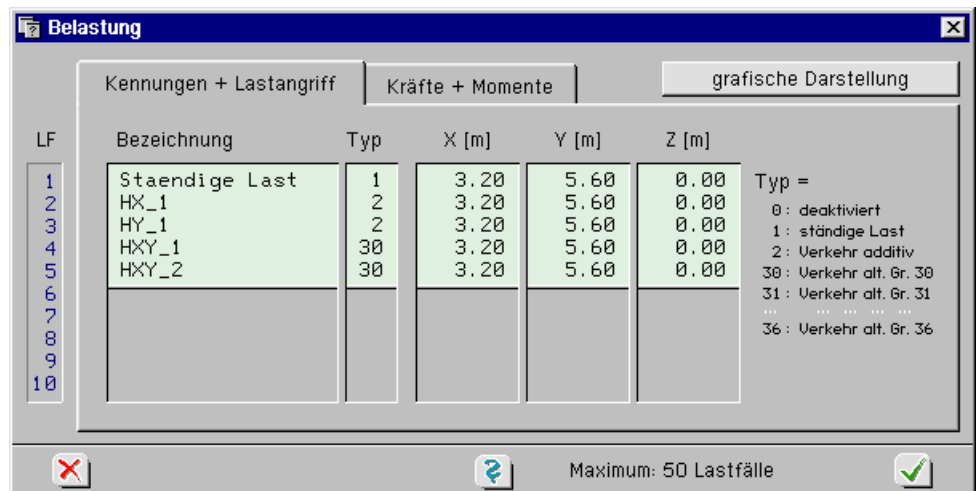 Belastung
Kennungen + Lastangriff
Kräfte + Momente
grafische Darstellung
LF Bezeichnung Typ X [m] Y [m] Z [m]
1 Staendige Last 1 3.20 5.60 0.00
2 HX_1 2 3.20 5.60 0.00
3 HY_1 2 3.20 5.60 0.00
4 HXY_1 30 3.20 5.60 0.00
5 HXY_2 30 3.20 5.60 0.00
6
7
8
9
10
Typ =
0 : deaktiviert
1 : ständige Last
2 : Verkehr additiv
30 : Verkehr alt. Gr. 30
31 : Verkehr alt. Gr. 31
... ... ... ... ...
36 : Verkehr alt. Gr. 36
Maximum: 50 Lastfälle